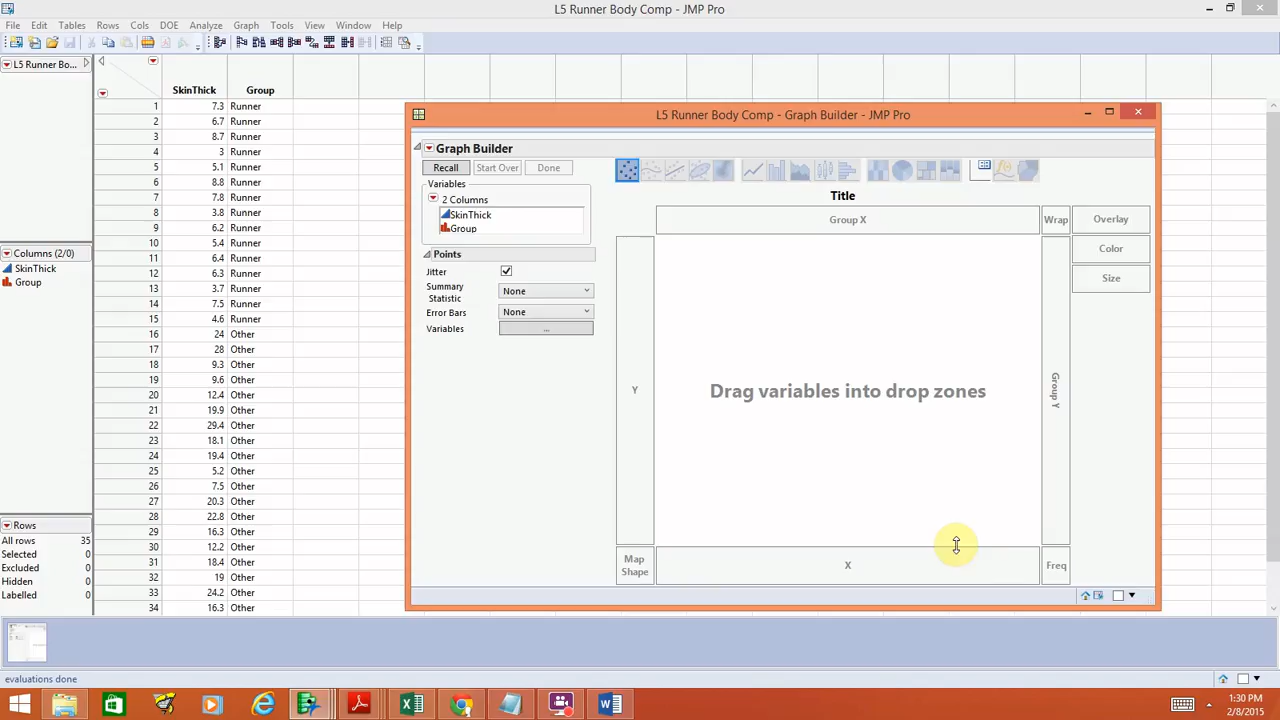 L5 Runner Body Comp - JMP Pro
File Edit Tables Rows Cols DOE Analyze Graph Tools View Window Help
L5 Runner Bo...
SkinThick Group
1 7.3 Runner
2 6.7 Runner
3 8.7 Runner
4 3 Runner
5 5.1 Runner
6 8.8 Runner
7 7.8 Runner
8 3.8 Runner
9 6.2 Runner
10 5.4 Runner
11 6.4 Runner
12 6.3 Runner
13 3.7 Runner
14 7.5 Runner
15 4.6 Runner
16 24 Other
17 28 Other
18 9.3 Other
19 9.6 Other
20 12.4 Other
21 19.9 Other
22 29.4 Other
23 18.1 Other
24 19.4 Other
25 5.2 Other
26 7.5 Other
27 20.3 Other
28 22.8 Other
29 16.3 Other
30 12.2 Other
31 18.4 Other
32 19 Other
33 24.2 Other
34 16.3 Other
Columns (2/0)
SkinThick
Group
Rows
All rows 35
Selected 0
Excluded 0
Hidden 0
Labelled 0
L5 Runner Body Comp - Graph Builder - JMP Pro
Graph Builder
Recall Start Over Done
Variables
2 Columns
SkinThick
Group
Points
Jitter
Summary Statistic None
Error Bars None
Variables ...
Title
Group X
Wrap
Overlay
Color
Size
Y
Drag variables into drop zones
Group Y
Map
Shape
X
Freq
evaluations done
1:30 PM
2/8/2015